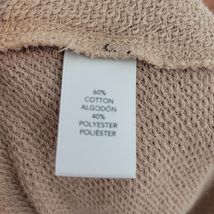 60%
COTTON
ALGODÓN
40%
POLYESTER
POLIÉSTER